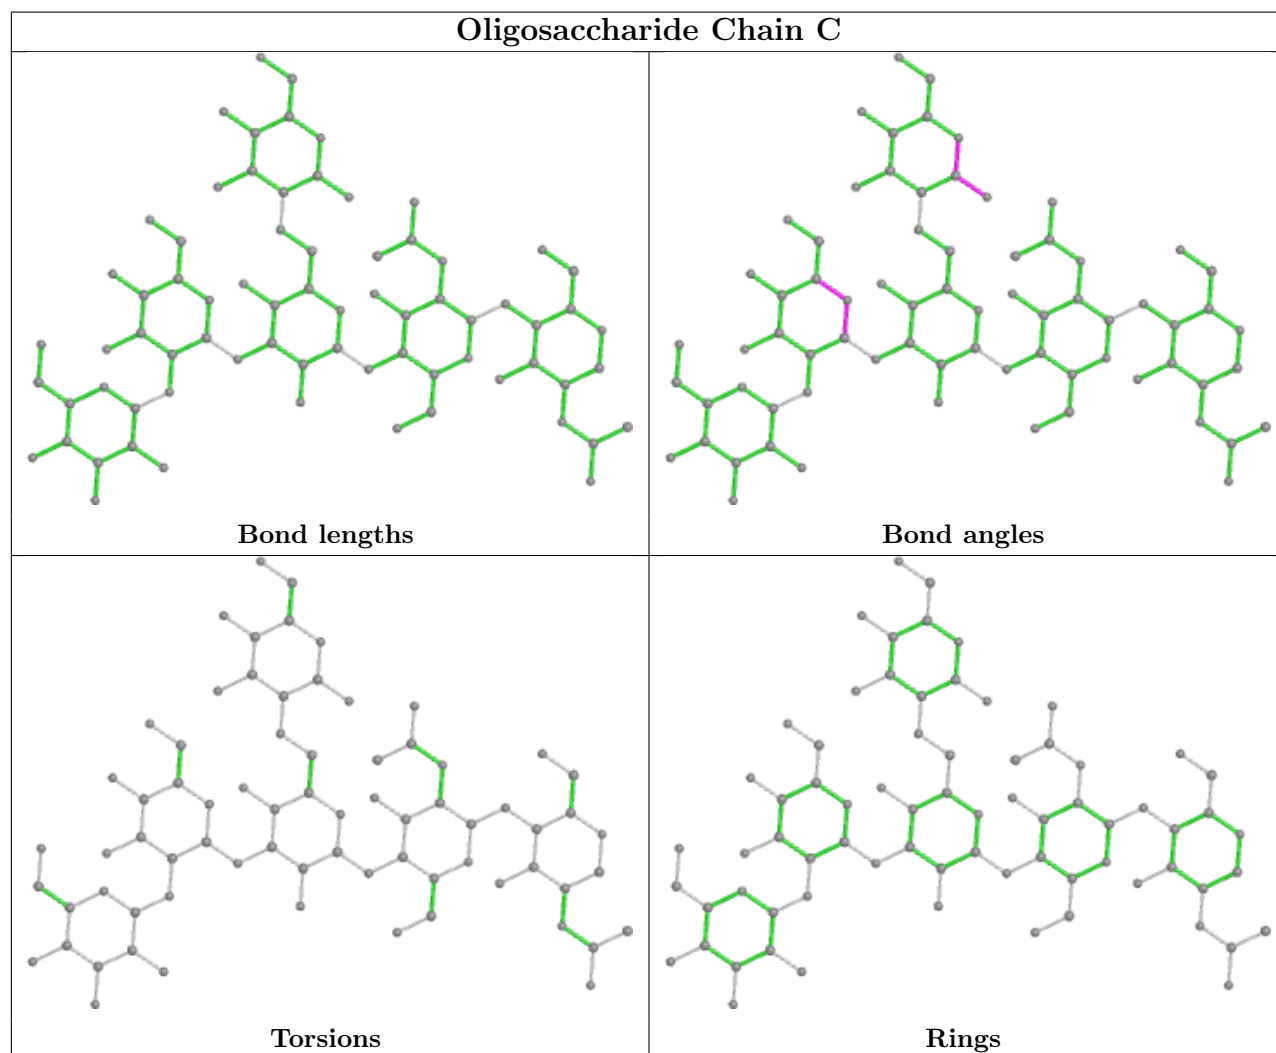 Oligosaccharide Chain C
Bond lengths
Bond angles
Torsions
Rings